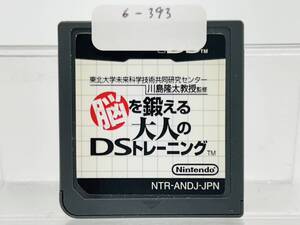 6-393
TM
東北大学未来科学技術共同研究センター
川島隆太教授監修
脳を鍛える
大人の
DSトレーニング TM
Nintendo
NTR-ANDJ-JPN